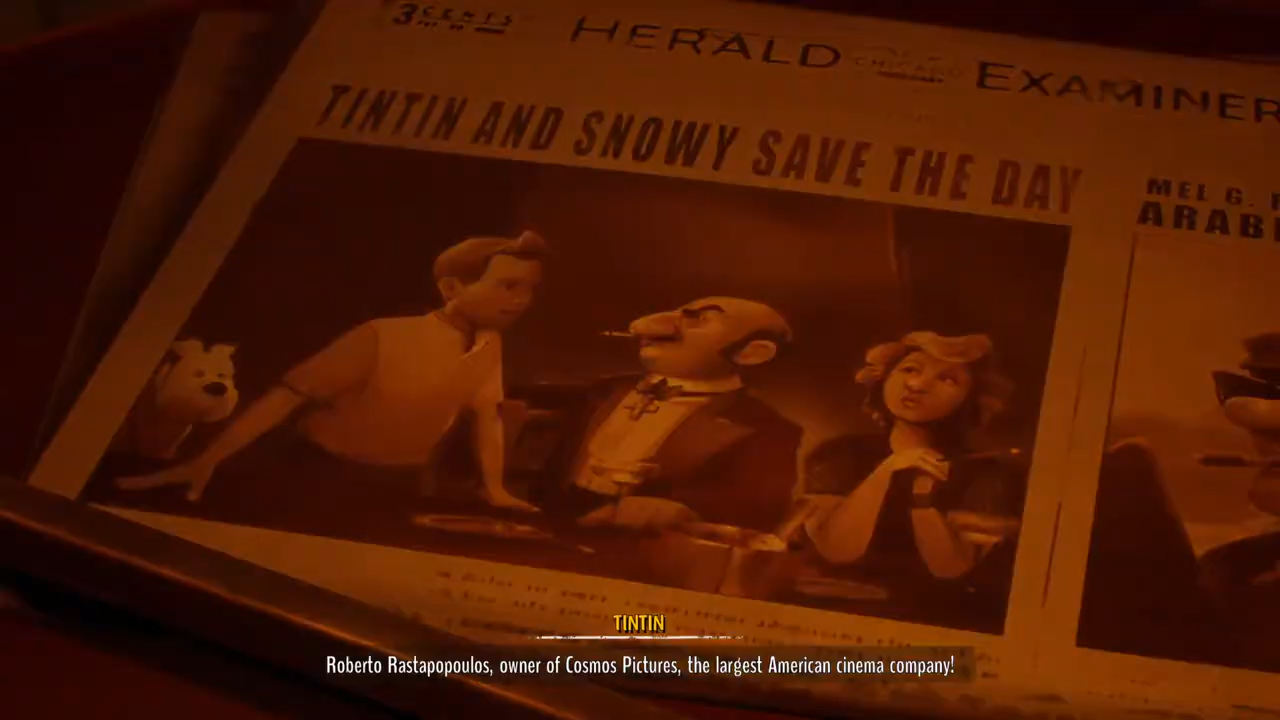 3 CENTS
HERALD CHICAGO EXAMINER
TINTIN AND SNOWY SAVE THE DAY
MEL G.
TINTIN
Roberto Rastapopoulos, owner of Cosmos Pictures, the largest American cinema company!